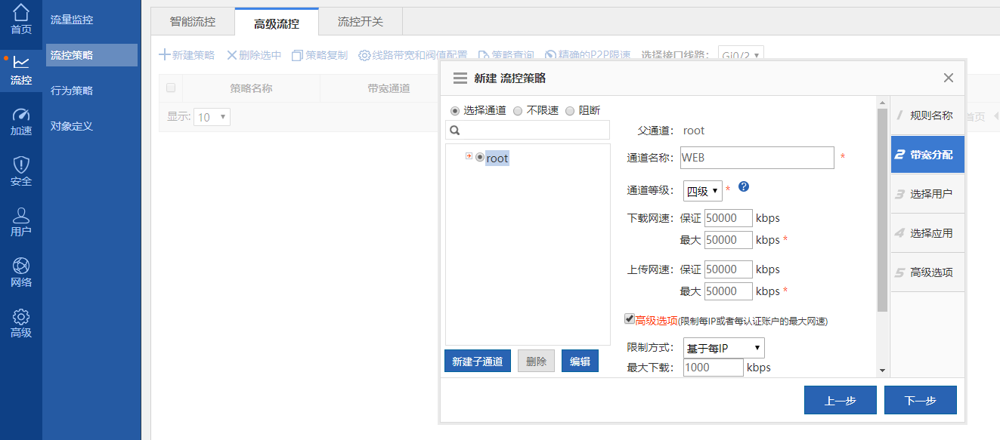 首页
流控
加速
安全
用户
网络
高级
流量监控
流控策略
行为策略
对象定义
智能流控
高级流控
流控开关
新建策略
删除选中
策略复制
线路带宽和阀值配置
策略查询
精确的P2P限速
选择接口线路:
Gi0/2
策略名称
带宽通道
显示: 10
首页
新建 流控策略
选择通道 不限速 阻断
root
新建子通道
删除
编辑
父通道: root
通道名称: WEB *
通道等级: 四级 * ?
下载网速: 保证 50000 kbps
最大 50000 kbps *
上传网速: 保证 50000 kbps
最大 50000 kbps *
高级选项(限制每IP或者每认证账户的最大网速)
限制方式: 基于每IP
最大下载: 1000 kbps
1 规则名称
2 带宽分配
3 选择用户
4 选择应用
5 高级选项
上一步
下一步